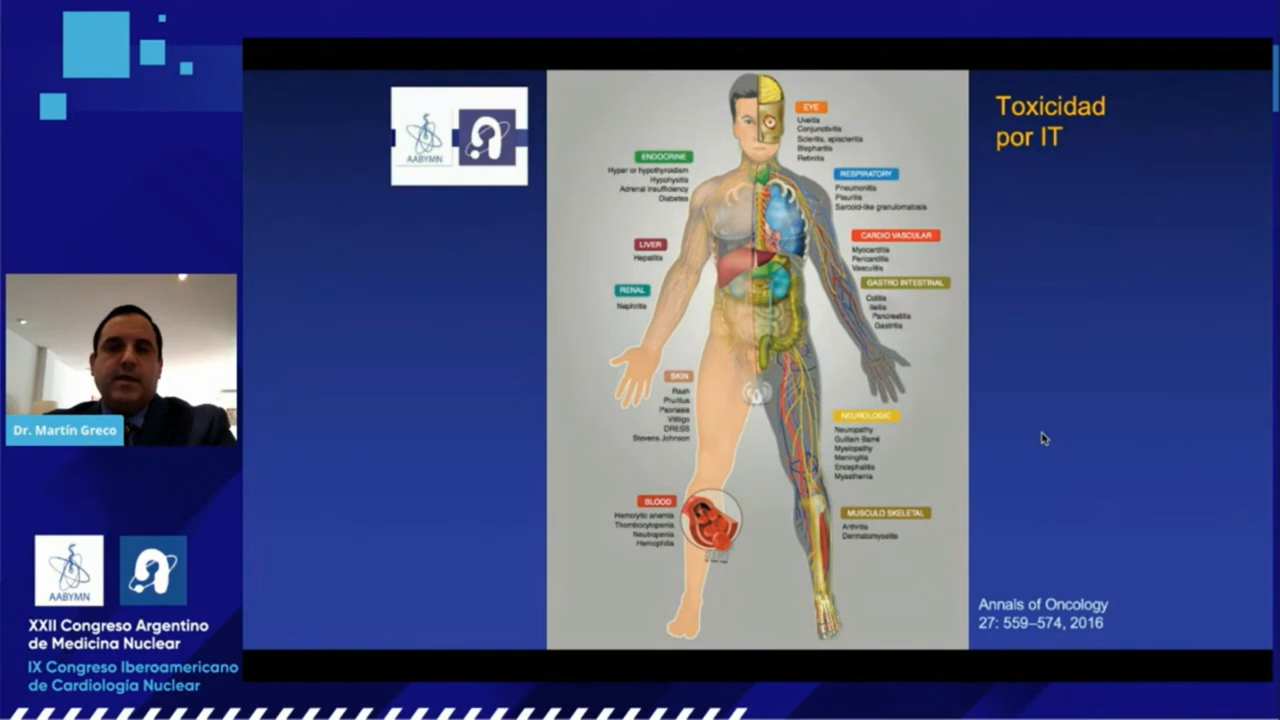 Toxicidad
por IT
AABYMN
EYE
Uveitis
Conjunctivitis
Scleritis, episcleritis
Blepharitis
Retinitis
ENDOCRINE
Hyper or hypothyroidism
Hypohysitis
Adrenal insufficiency
Diabetes
RESPIRATORY
Pneumonitis
Pleuritis
Sarcoid-like granulomatosis
LIVER
Hepatitis
CARDIO VASCULAR
Myocarditis
Pericarditis
Vasculitis
RENAL
Nephritis
GASTRO INTESTINAL
Colitis
Ileitis
Pancreatitis
Gastritis
SKIN
Rash
Pruritus
Psoriasis
Vitiligo
DRESS
Stevens Johnson
NEUROLOGIC
Neuropathy
Guillain Barré
Myelopathy
Meningitis
Encephalitis
Myasthenia
BLOOD
Hemolytic anemia
Thrombocytopenia
Neutropenia
Hemophilia
MUSCULO SKELETAL
Arthritis
Dermatomyositis
Annals of Oncology
27: 559–574, 2016
Dr. Martín Greco
AABYMN
XXII Congreso Argentino
de Medicina Nuclear
IX Congreso Iberoamericano
de Cardiología Nuclear